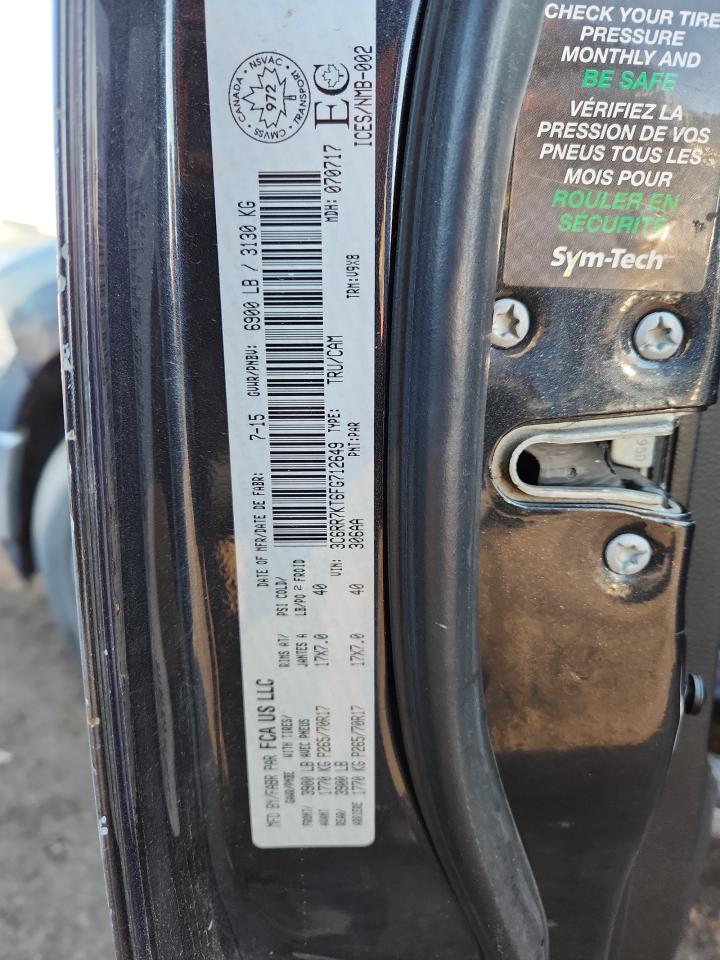 MFD BY/FABR PAR FCA US LLC
DATE OF MFR/DATE DE FABR: 7-15
GVWR/PNBV: 6900 LB / 3130 KG
GAWR/PNBE
WITH TIRES/
AVEC PNEUS
RIMS AT/
JANTES A
PSI COLD/
LB/PO 2 FROID
FRONT/ 3900 LB
AVANT 1770 KG P265/70R17 17X7.0 40
REAR/ 3900 LB
ARRIERE 1770 KG P265/70R17 17X7.0 40
VIN: 3C6RR7KT6FG712649 TYPE: TRU/CAM MDH: 070717
306AA PNT:PAR TRM:V9X8
CANADA • NSVAC • TRANSPORT • CMVSS
972
EC
ICES/NMB-002
CHECK YOUR TIRE
PRESSURE
MONTHLY AND
BE SAFE
VÉRIFIEZ LA
PRESSION DE VOS
PNEUS TOUS LES
MOIS POUR
ROULER EN
SÉCURITÉ
Sym-Tech